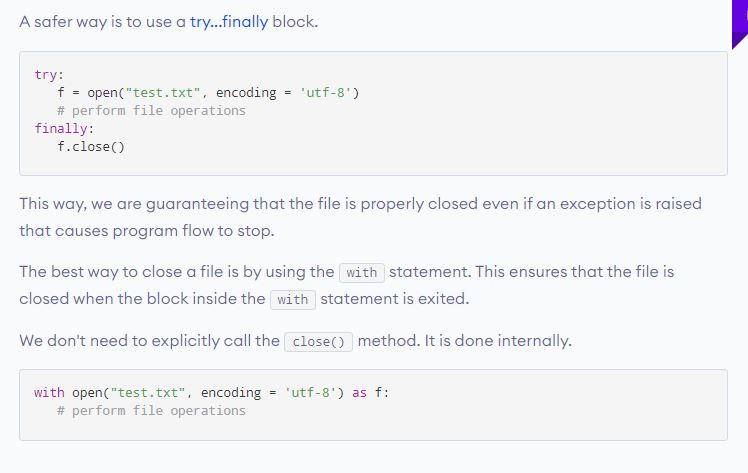 A safer way is to use a try...finally block.
try:
   f = open("test.txt", encoding = 'utf-8')
   # perform file operations
finally:
   f.close()
This way, we are guaranteeing that the file is properly closed even if an exception is raised
that causes program flow to stop.
The best way to close a file is by using the with statement. This ensures that the file is
closed when the block inside the with statement is exited.
We don't need to explicitly call the close() method. It is done internally.
with open("test.txt", encoding = 'utf-8') as f:
   # perform file operations